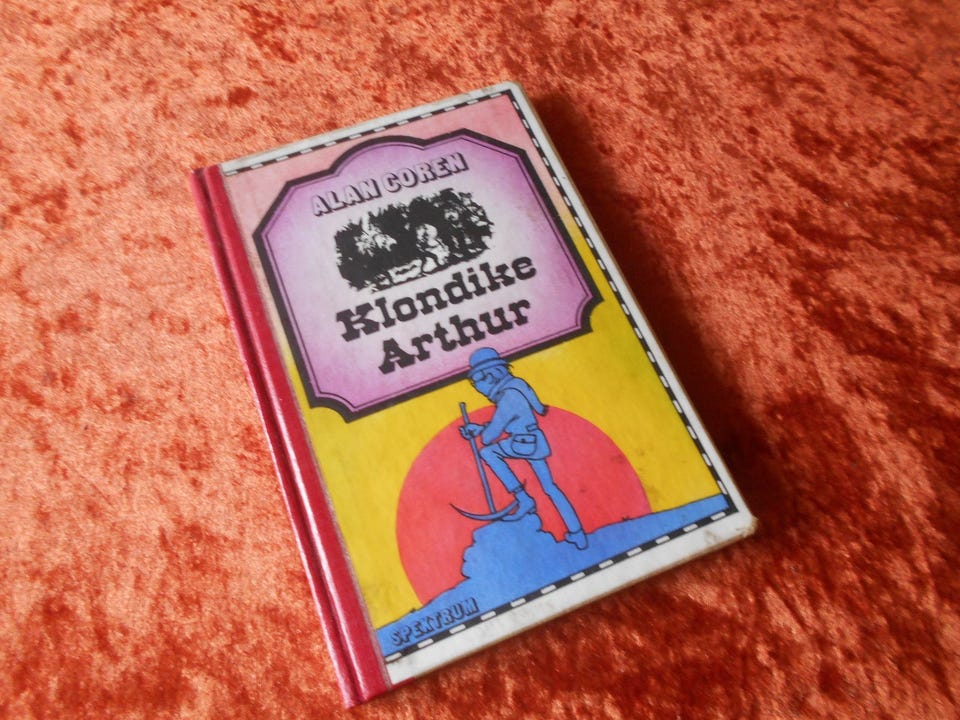 ALAN COREN
Klondike
Arthur
SPEKTRUM